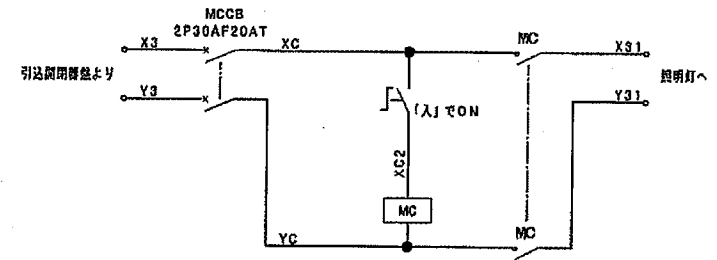 MCCB
2P30AF20AT
X3
XC
MC
X31
引込開閉器盤より
照明灯へ
Y3
Y31
「入」でON
XC2
MC
YC
MC